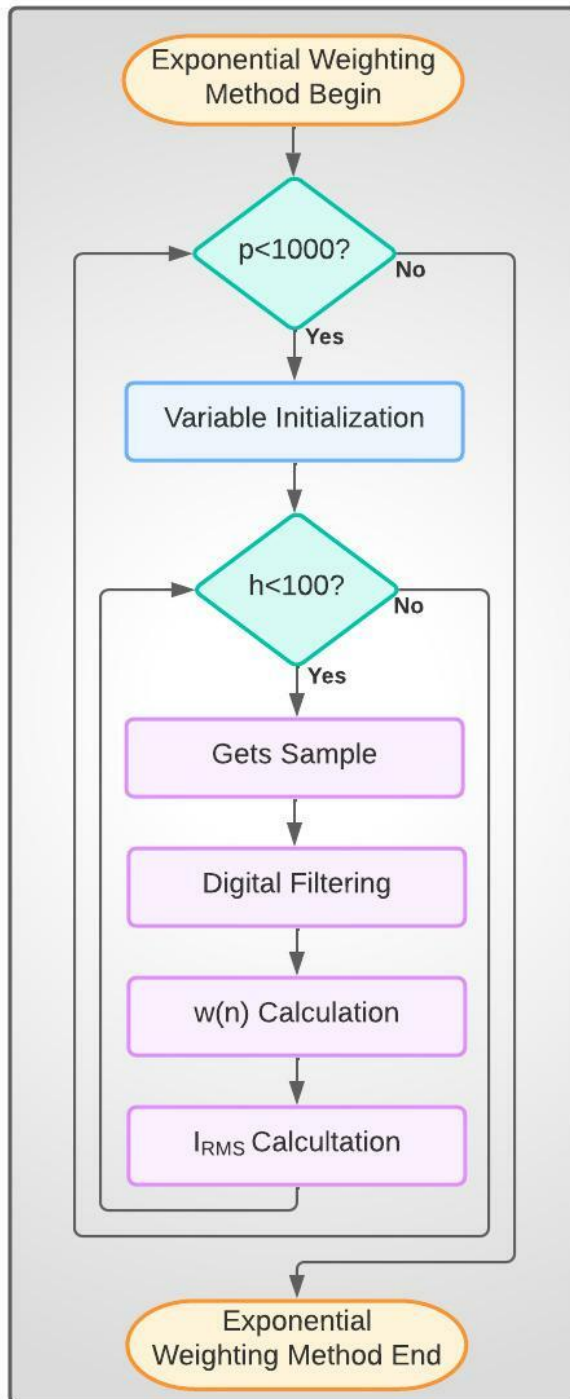 Exponential Weighting
Method Begin
p<1000?
No
Yes
Variable Initialization
h<100?
No
Yes
Gets Sample
Digital Filtering
w(n) Calculation
IRMS Calcultation
Exponential
Weighting Method End